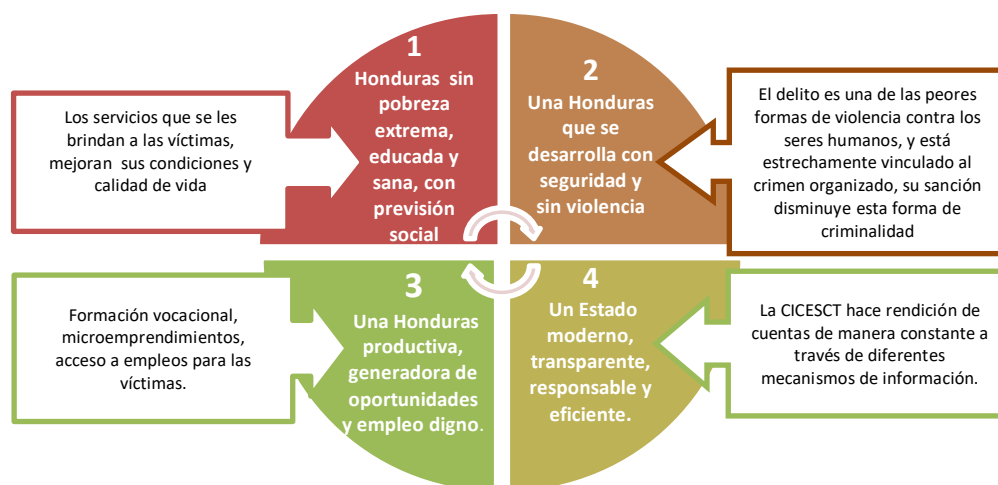 Los servicios que se les
brindan a las víctimas,
mejoran sus condiciones y
calidad de vida
1
Honduras sin
pobreza
extrema,
educada y
sana, con
previsión
social
2
Una Honduras
que se
desarrolla con
seguridad y
sin violencia
El delito es una de las peores
formas de violencia contra los
seres humanos, y está
estrechamente vinculado al
crimen organizado, su sanción
disminuye esta forma de
criminalidad
Formación vocacional,
microemprendimientos,
acceso a empleos para las
víctimas.
3
Una Honduras
productiva,
generadora de
oportunidades
y empleo digno.
4
Un Estado
moderno,
transparente,
responsable y
eficiente.
La CICESCT hace rendición de
cuentas de manera constante a
través de diferentes
mecanismos de información.